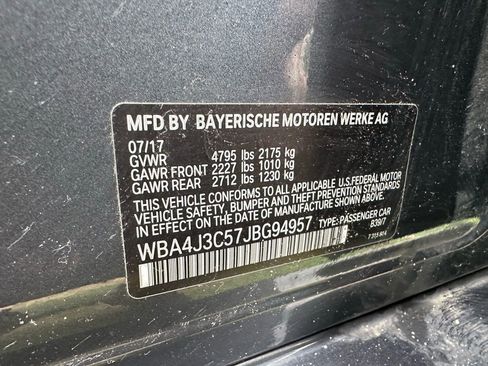 MFD BY BAYERISCHE MOTOREN WERKE AG
07/17
GVWR 4795 lbs 2175 kg
GAWR FRONT 2227 lbs 1010 kg
GAWR REAR 2712 lbs 1230 kg
THIS VEHICLE CONFORMS TO ALL APPLICABLE U.S. FEDERAL MOTOR
VEHICLE SAFETY, BUMPER AND THEFT PREVENTION STANDARDS
IN EFFECT ON THE DATE OF MANUFACTURE SHOWN ABOVE.
WBA4J3C57JBG94957 TYPE: PASSENGER CAR
839/7